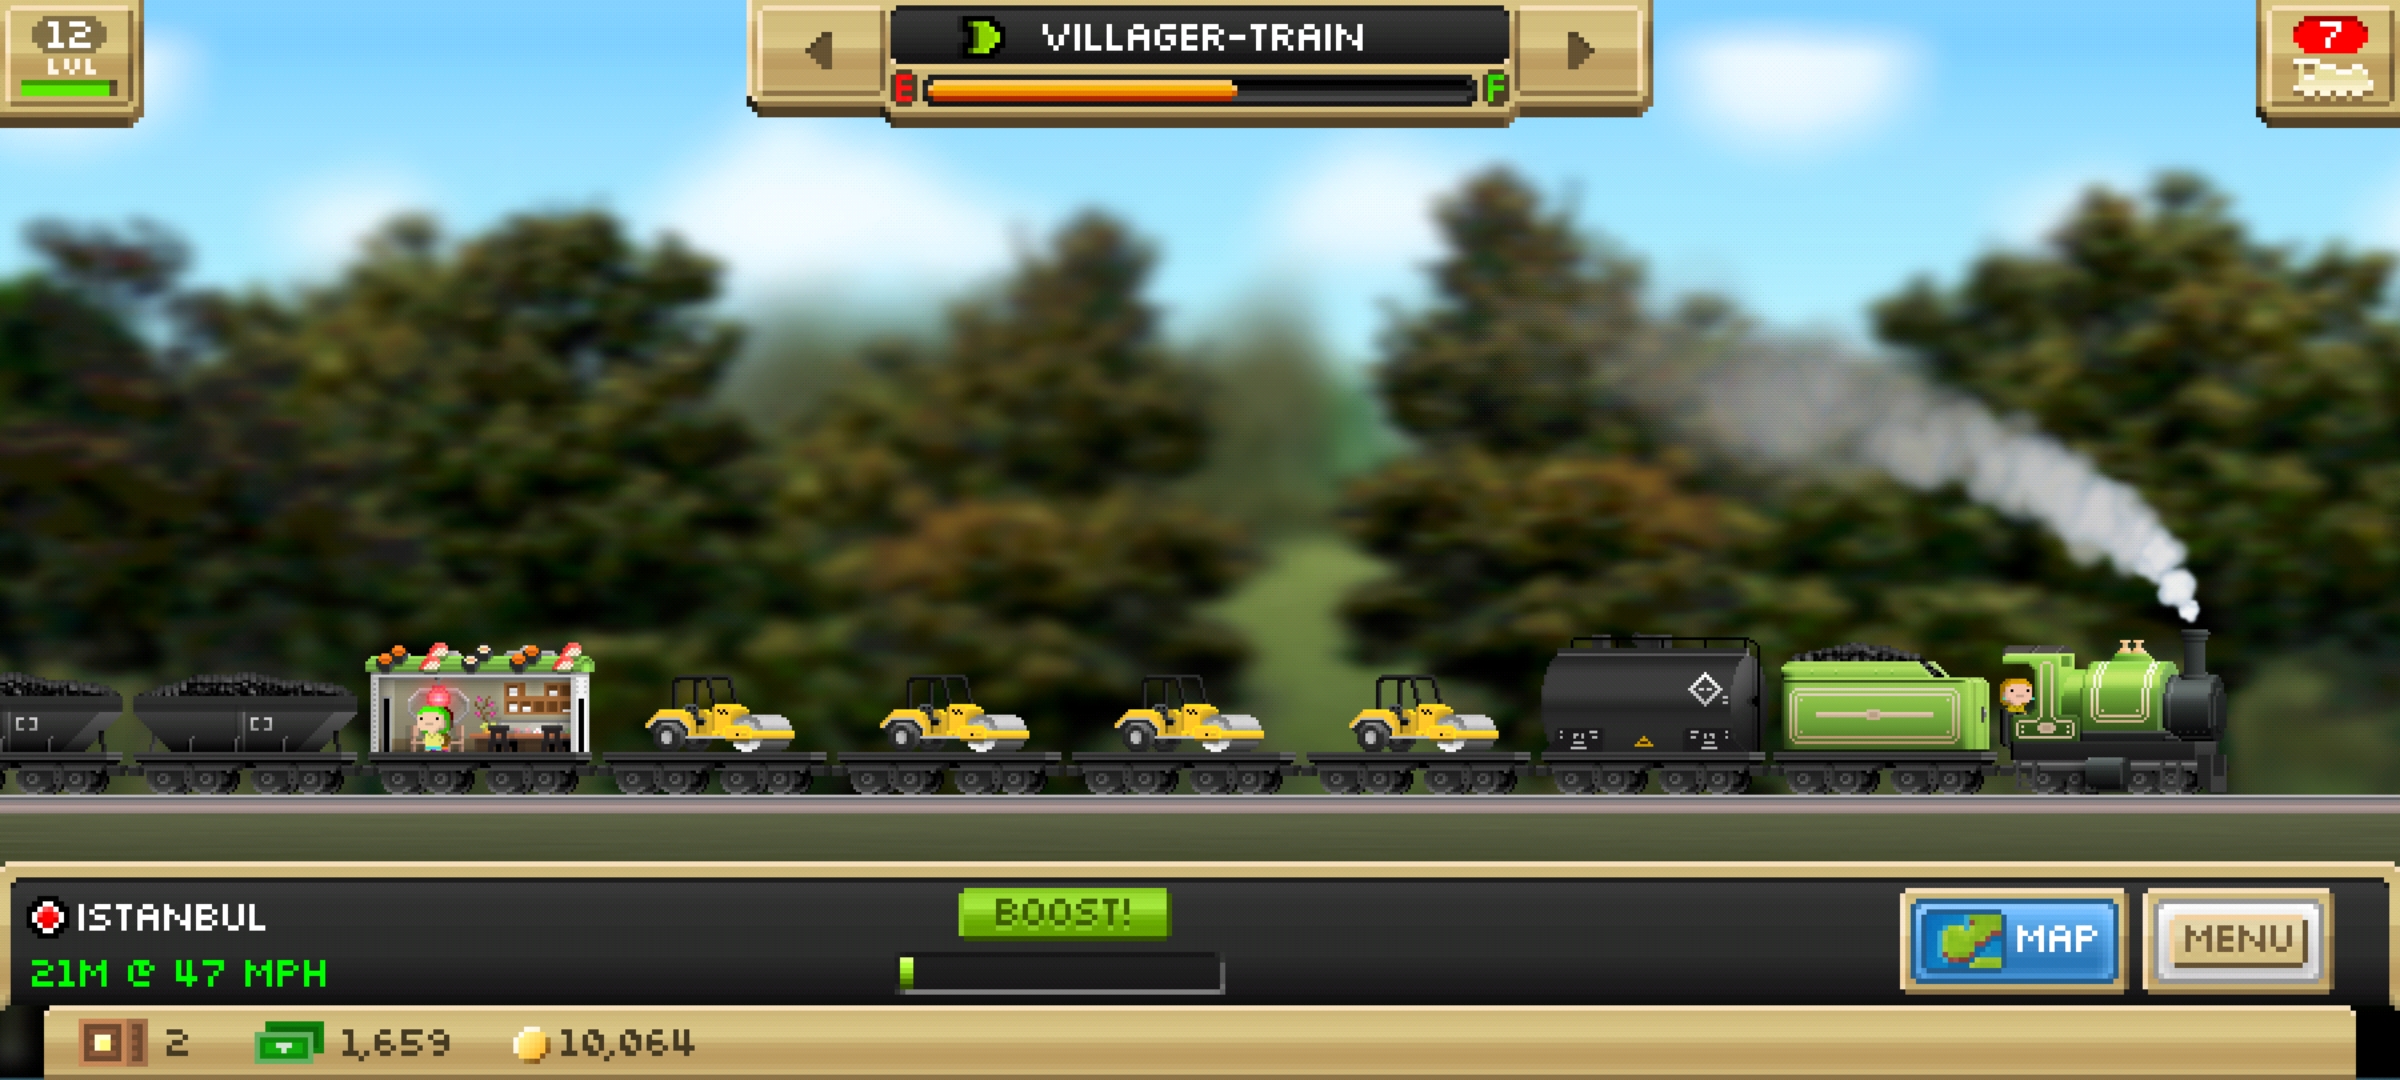 12
LVL
VILLAGER-TRAIN
E
F
7
ISTANBUL
21M @ 47 MPH
BOOST!
MAP
MENU
2
1,659
10,064